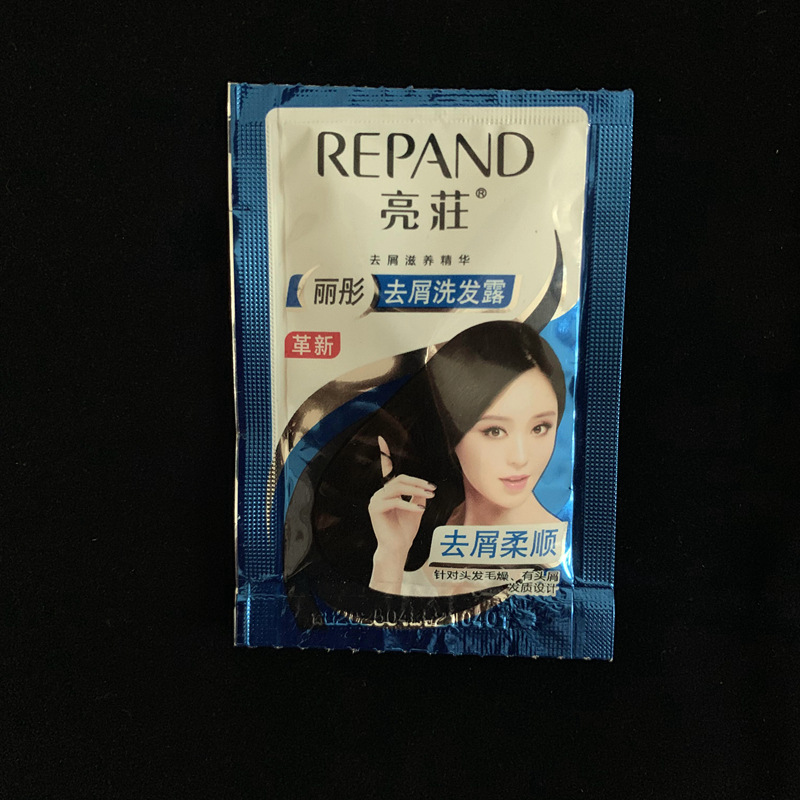 REPAND
亮莊®
去屑滋养精华
丽彤 去屑洗发露
革新
去屑柔顺
针对头发毛燥、有头屑
发质设计